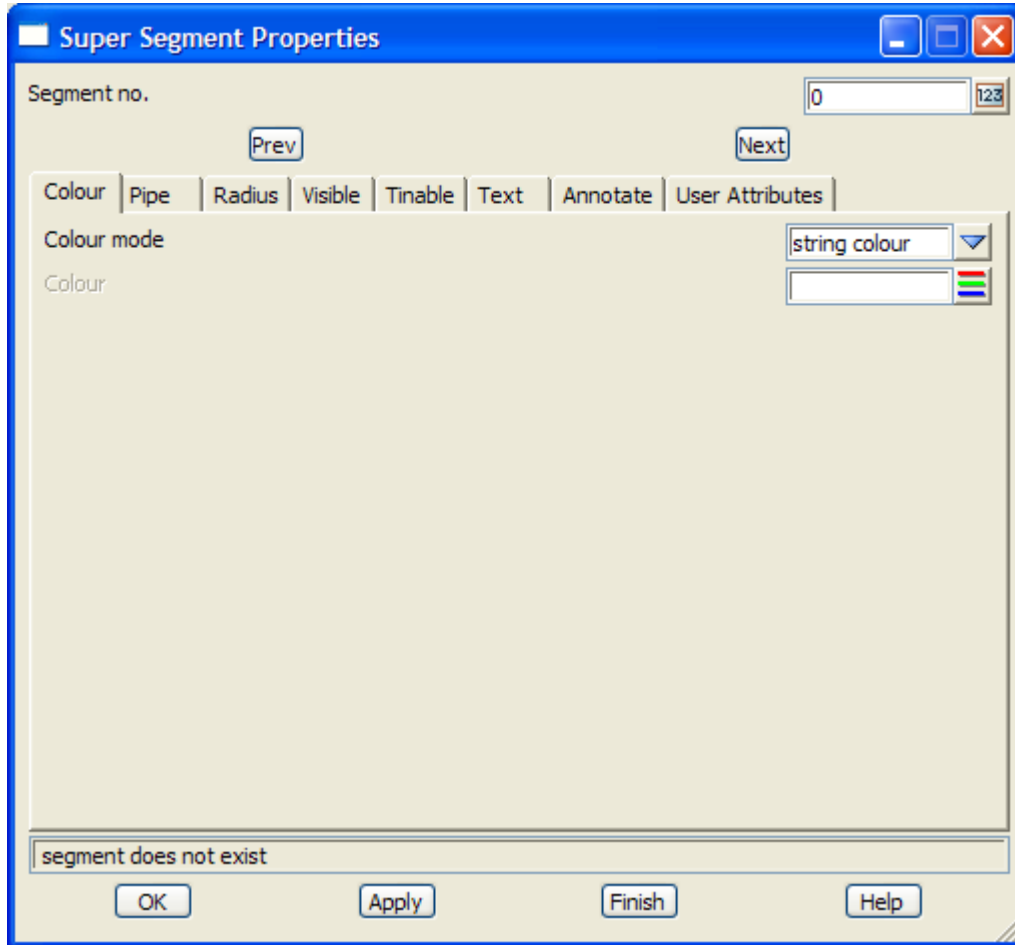 Super Segment Properties
Segment no. 0 123
Prev Next
Colour Pipe Radius Visible Tinable Text Annotate User Attributes
Colour mode string colour
Colour
segment does not exist
OK Apply Finish Help